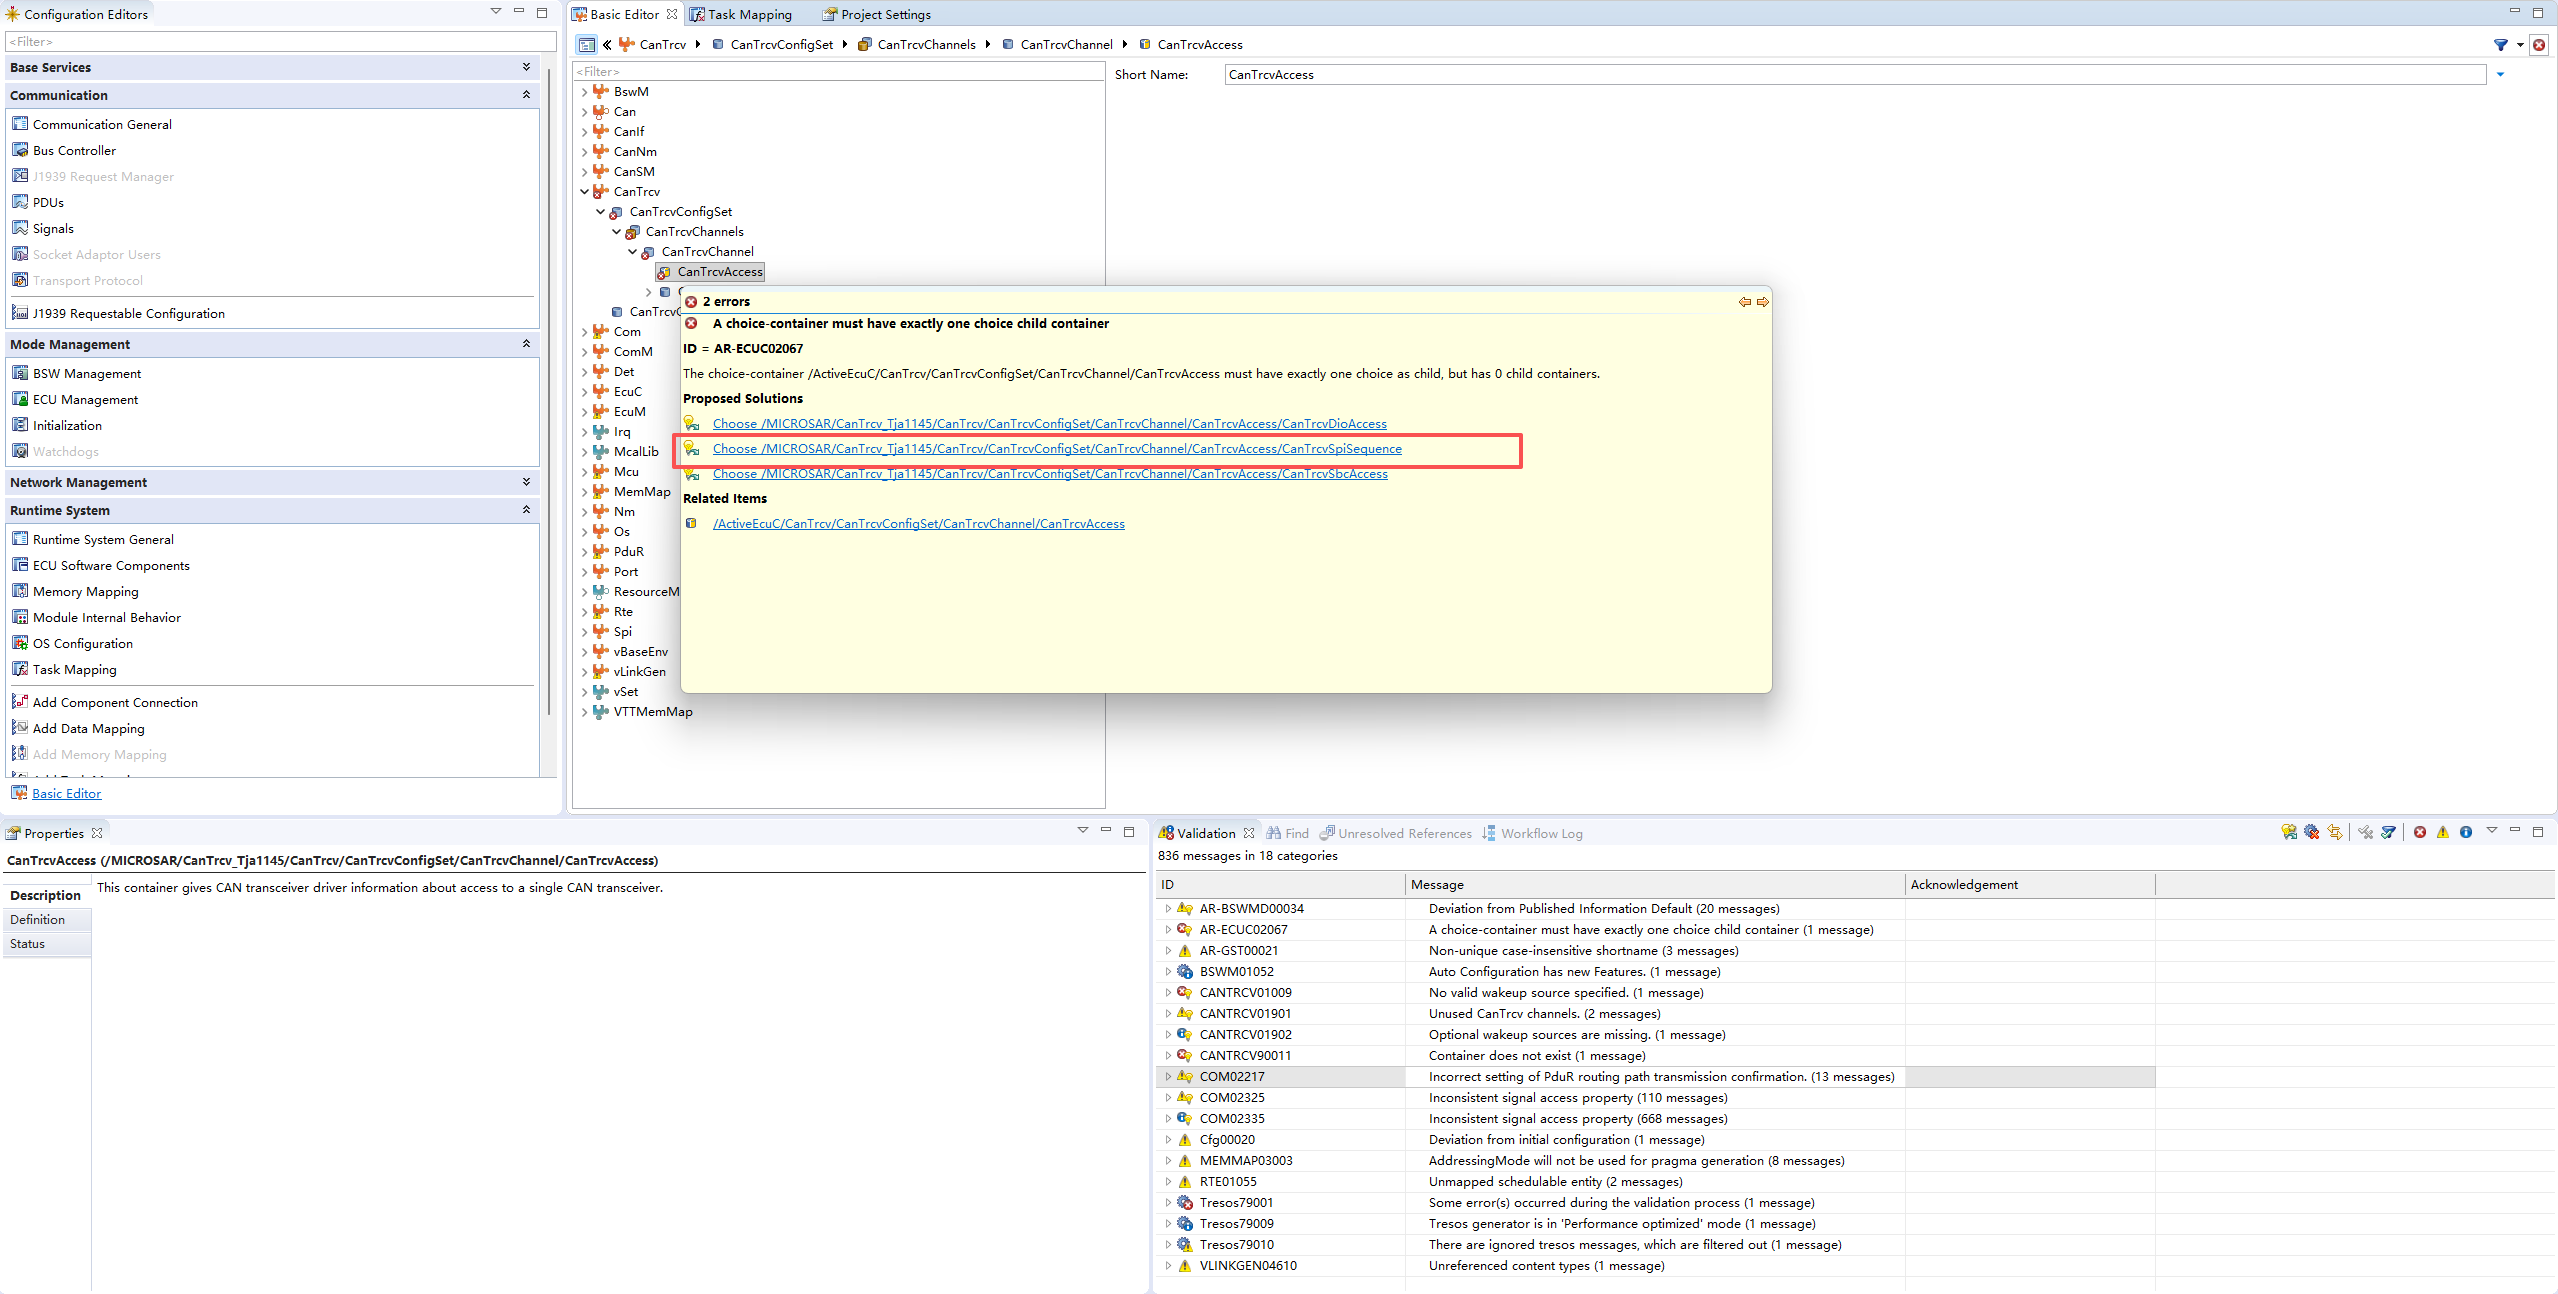 Configuration Editors
<Filter>
Base Services
Communication
Communication General
Bus Controller
J1939 Request Manager
PDUs
Signals
Socket Adaptor Users
Transport Protocol
J1939 Requestable Configuration
Mode Management
BSW Management
ECU Management
Initialization
Watchdogs
Network Management
Runtime System
Runtime System General
ECU Software Components
Memory Mapping
Module Internal Behavior
OS Configuration
Task Mapping
Add Component Connection
Add Data Mapping
Add Memory Mapping
Basic Editor
Basic Editor Task Mapping Project Settings
CanTrcv CanTrcvConfigSet CanTrcvChannels CanTrcvChannel CanTrcvAccess
<Filter>
BswM
Can
CanIf
CanNm
CanSM
CanTrcv
CanTrcvConfigSet
CanTrcvChannels
CanTrcvChannel
CanTrcvAccess
CanTrcv
Com
ComM
Det
EcuC
EcuM
Irq
McalLib
Mcu
MemMap
Nm
Os
PduR
Port
ResourceM
Rte
Spi
vBaseEnv
vLinkGen
vSet
VTTMemMap
Short Name: CanTrcvAccess
2 errors
A choice-container must have exactly one choice child container
ID = AR-ECUC02067
The choice-container /ActiveEcuC/CanTrcv/CanTrcvConfigSet/CanTrcvChannel/CanTrcvAccess must have exactly one choice as child, but has 0 child containers.
Proposed Solutions
Choose /MICROSAR/CanTrcv_Tja1145/CanTrcv/CanTrcvConfigSet/CanTrcvChannel/CanTrcvAccess/CanTrcvDioAccess
Choose /MICROSAR/CanTrcv_Tja1145/CanTrcv/CanTrcvConfigSet/CanTrcvChannel/CanTrcvAccess/CanTrcvSpiSequence
Choose /MICROSAR/CanTrcv_Tja1145/CanTrcv/CanTrcvConfigSet/CanTrcvChannel/CanTrcvAccess/CanTrcvSbcAccess
Related Items
/ActiveEcuC/CanTrcv/CanTrcvConfigSet/CanTrcvChannel/CanTrcvAccess
Properties
CanTrcvAccess (/MICROSAR/CanTrcv_Tja1145/CanTrcv/CanTrcvConfigSet/CanTrcvChannel/CanTrcvAccess)
Description
Definition
Status
This container gives CAN transceiver driver information about access to a single CAN transceiver.
Validation Find Unresolved References Workflow Log
836 messages in 18 categories
ID Message Acknowledgement
AR-BSWMD00034 Deviation from Published Information Default (20 messages)
AR-ECUC02067 A choice-container must have exactly one choice child container (1 message)
AR-GST00021 Non-unique case-insensitive shortname (3 messages)
BSWM01052 Auto Configuration has new Features. (1 message)
CANTRCV01009 No valid wakeup source specified. (1 message)
CANTRCV01901 Unused CanTrcv channels. (2 messages)
CANTRCV01902 Optional wakeup sources are missing. (1 message)
CANTRCV90011 Container does not exist (1 message)
COM02217 Incorrect setting of PduR routing path transmission confirmation. (13 messages)
COM02325 Inconsistent signal access property (110 messages)
COM02335 Inconsistent signal access property (668 messages)
Cfg00020 Deviation from initial configuration (1 message)
MEMMAP03003 AddressingMode will not be used for pragma generation (8 messages)
RTE01055 Unmapped schedulable entity (2 messages)
Tresos79001 Some error(s) occurred during the validation process (1 message)
Tresos79009 Tresos generator is in 'Performance optimized' mode (1 message)
Tresos79010 There are ignored tresos messages, which are filtered out (1 message)
VLINKGEN04610 Unreferenced content types (1 message)